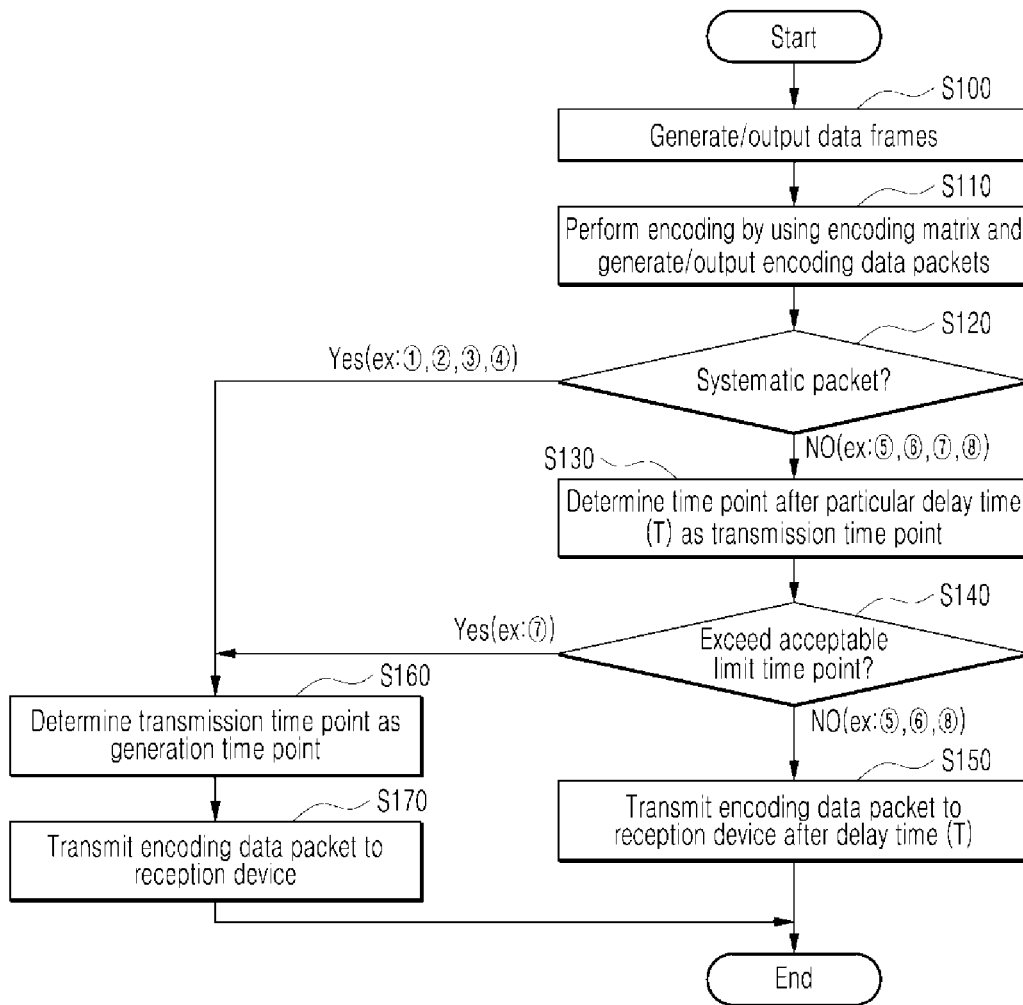 Start
S100
Generate/output data frames
S110
Perform encoding by using encoding matrix and
generate/output encoding data packets
S120
Yes(ex:①,②,③,④)
Systematic packet?
NO(ex:⑤,⑥,⑦,⑧)
S130
Determine time point after particular delay time
(T) as transmission time point
S140
Yes(ex:⑦)
Exceed acceptable
limit time point?
S160
NO(ex:⑤,⑥,⑧)
Determine transmission time point as
generation time point
S150
S170
Transmit encoding data packet to
reception device after delay time (T)
Transmit encoding data packet to
reception device
End